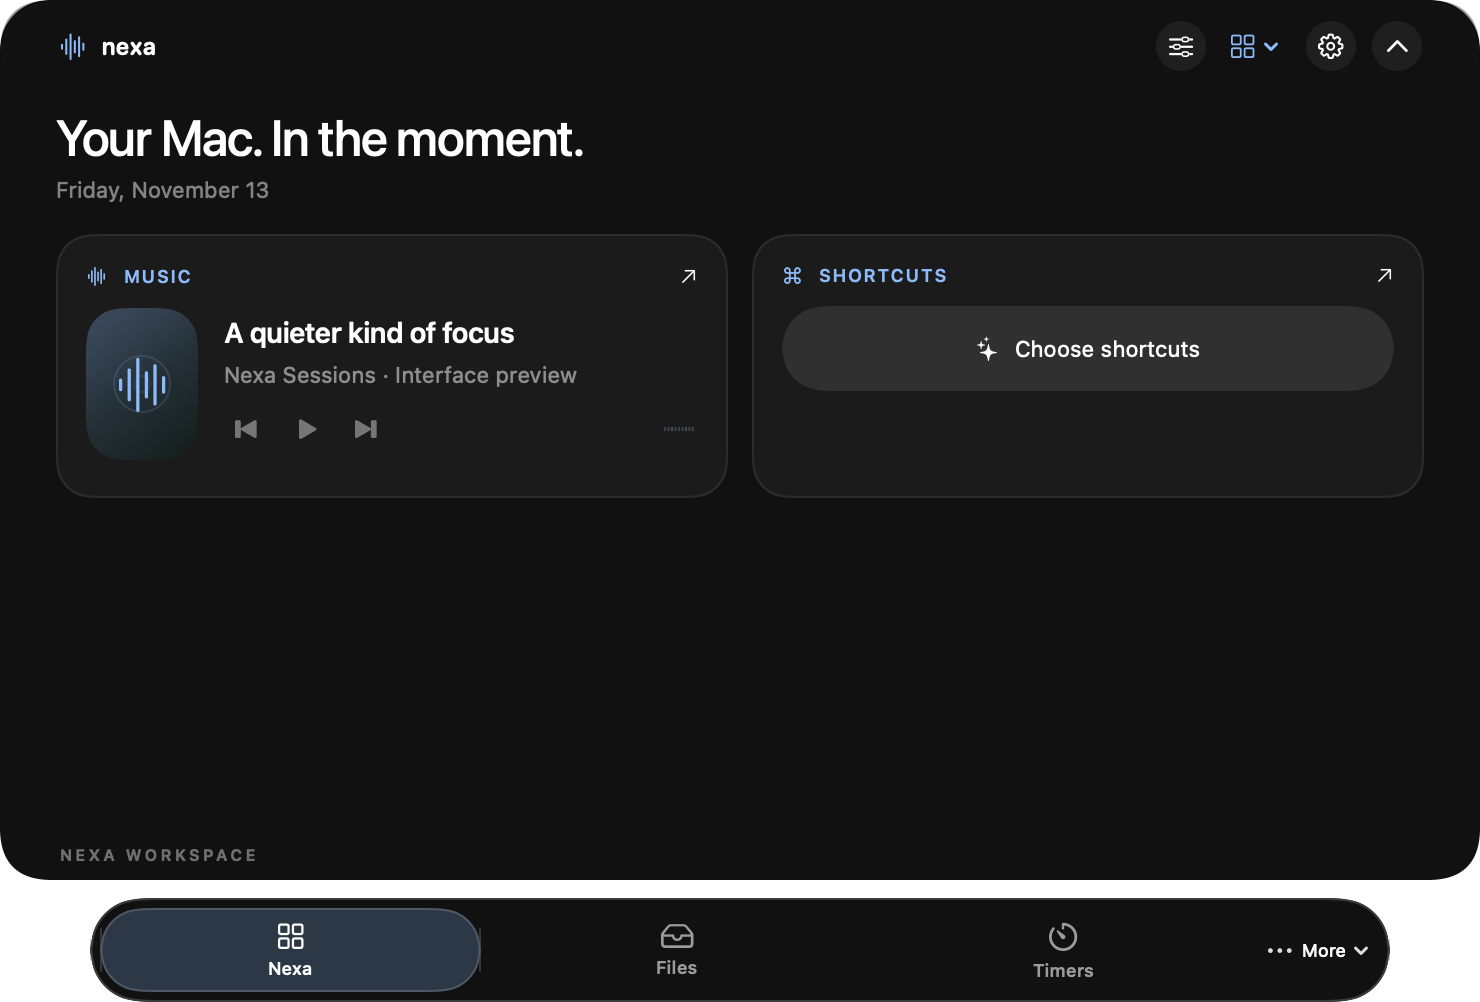 nexa
Your Mac. In the moment.
Friday, November 13
MUSIC
A quieter kind of focus
Nexa Sessions · Interface preview
SHORTCUTS
Choose shortcuts
NEXA WORKSPACE
Nexa
Files
Timers
More